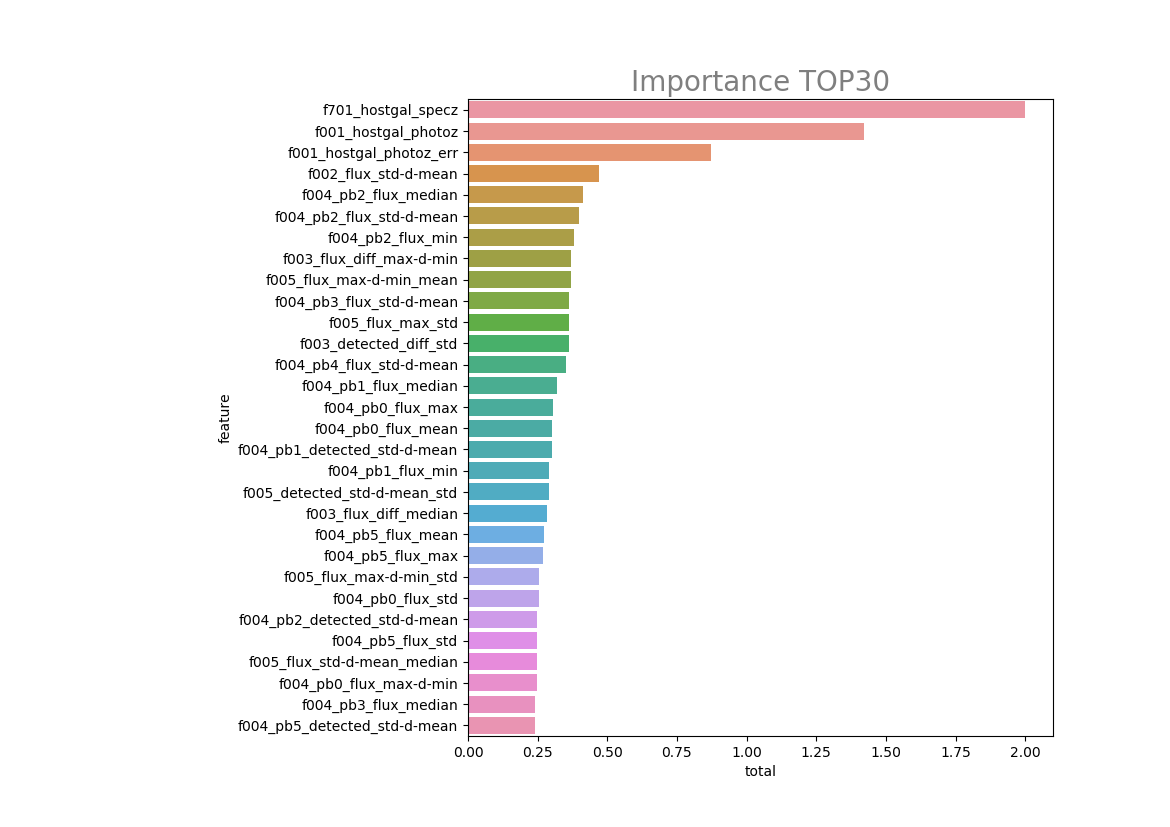 Importance TOP30
feature
f701_hostgal_specz
f001_hostgal_photoz
f001_hostgal_photoz_err
f002_flux_std-d-mean
f004_pb2_flux_median
f004_pb2_flux_std-d-mean
f004_pb2_flux_min
f003_flux_diff_max-d-min
f005_flux_max-d-min_mean
f004_pb3_flux_std-d-mean
f005_flux_max_std
f003_detected_diff_std
f004_pb4_flux_std-d-mean
f004_pb1_flux_median
f004_pb0_flux_max
f004_pb0_flux_mean
f004_pb1_detected_std-d-mean
f004_pb1_flux_min
f005_detected_std-d-mean_std
f003_flux_diff_median
f004_pb5_flux_mean
f004_pb5_flux_max
f005_flux_max-d-min_std
f004_pb0_flux_std
f004_pb2_detected_std-d-mean
f004_pb5_flux_std
f005_flux_std-d-mean_median
f004_pb0_flux_max-d-min
f004_pb3_flux_median
f004_pb5_detected_std-d-mean
0.00 0.25 0.50 0.75 1.00 1.25 1.50 1.75 2.00
total